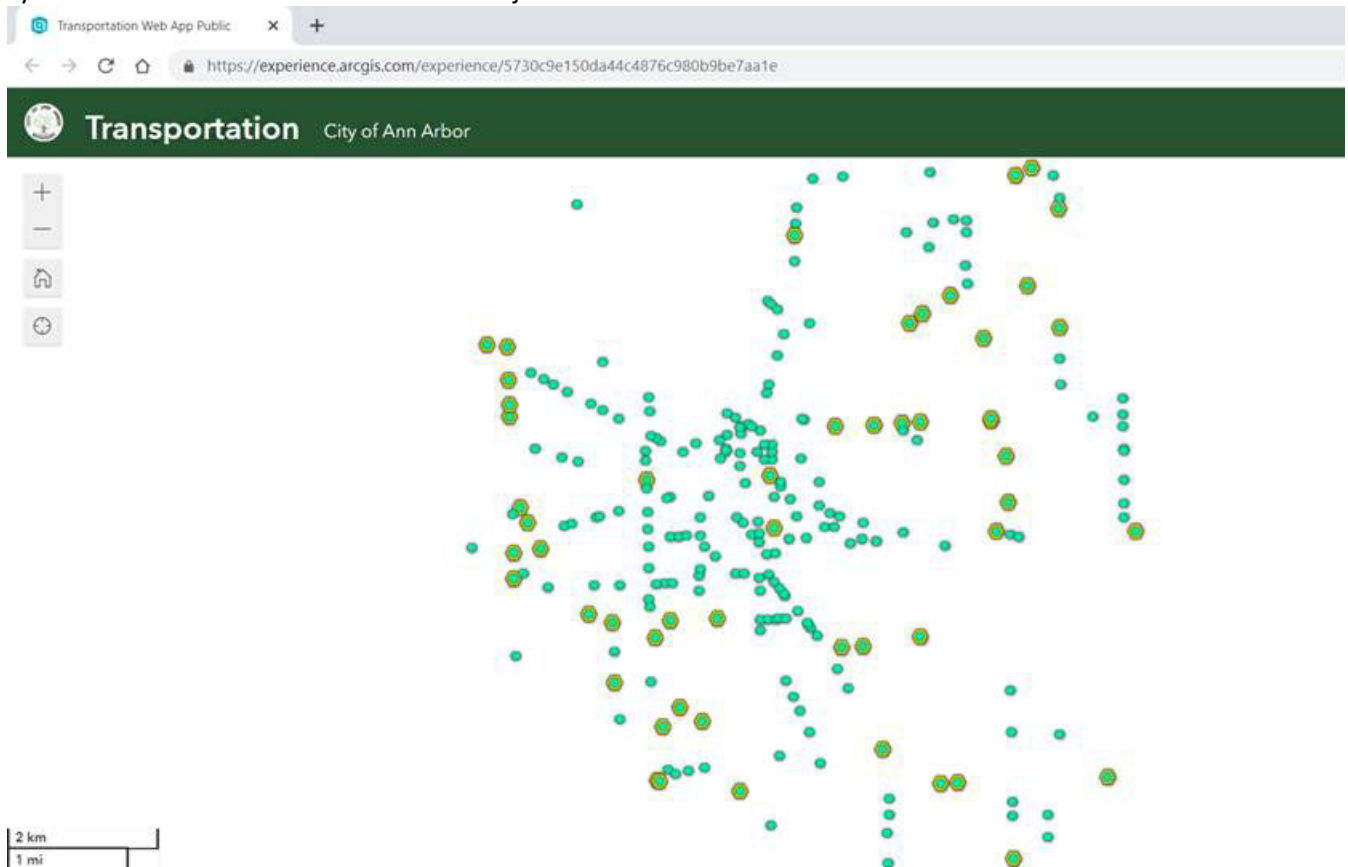 Transportation Web App Public
https://experience.arcgis.com/experience/5730c9e150da44c4876c980b9be7aa1e
Transportation City of Ann Arbor
2 km
1 mi